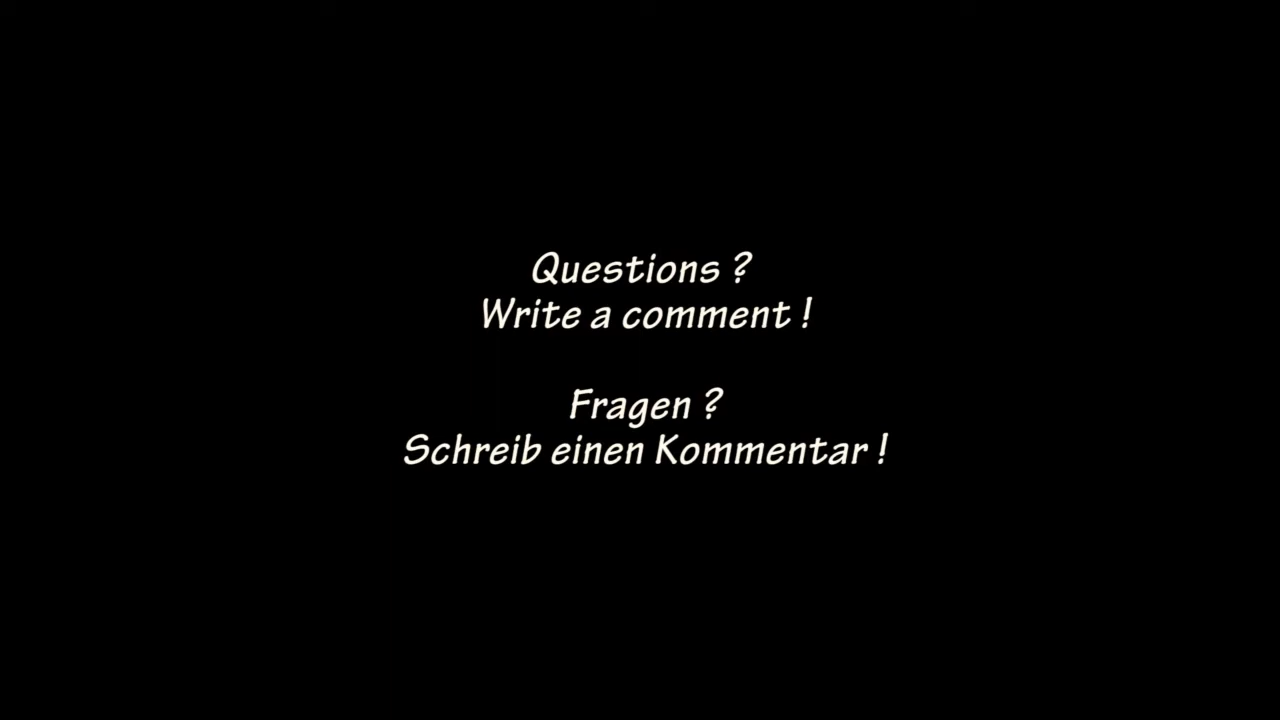 Questions ?
Write a comment !
Fragen ?
Schreib einen Kommentar !